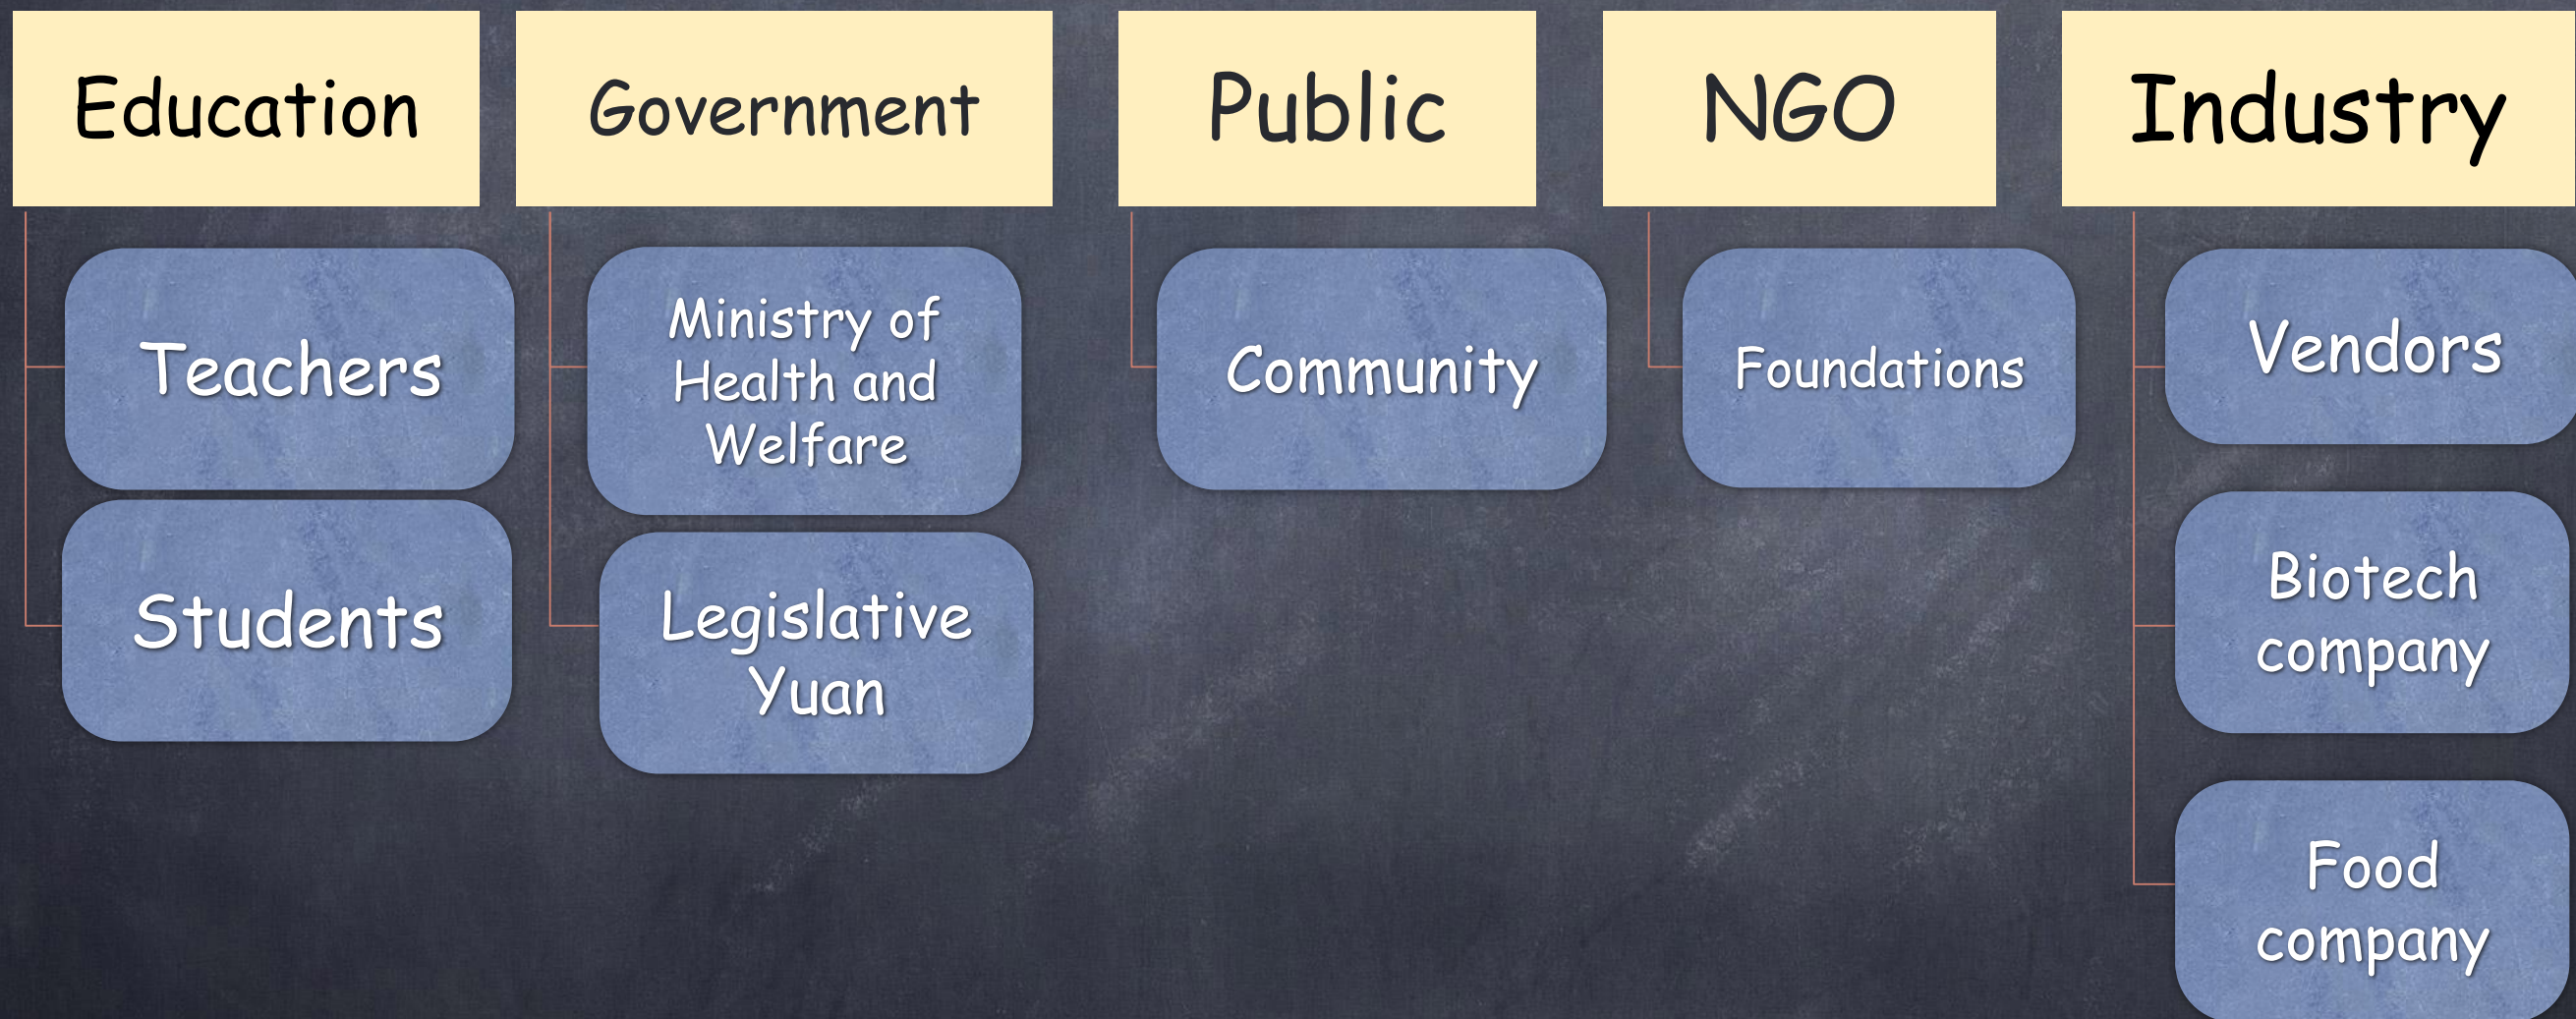 Education
Government
Public
NGO
Industry
Teachers
Students
Ministry of
Health and
Welfare
Legislative
Yuan
Community
Foundations
Vendors
Biotech
company
Food
company